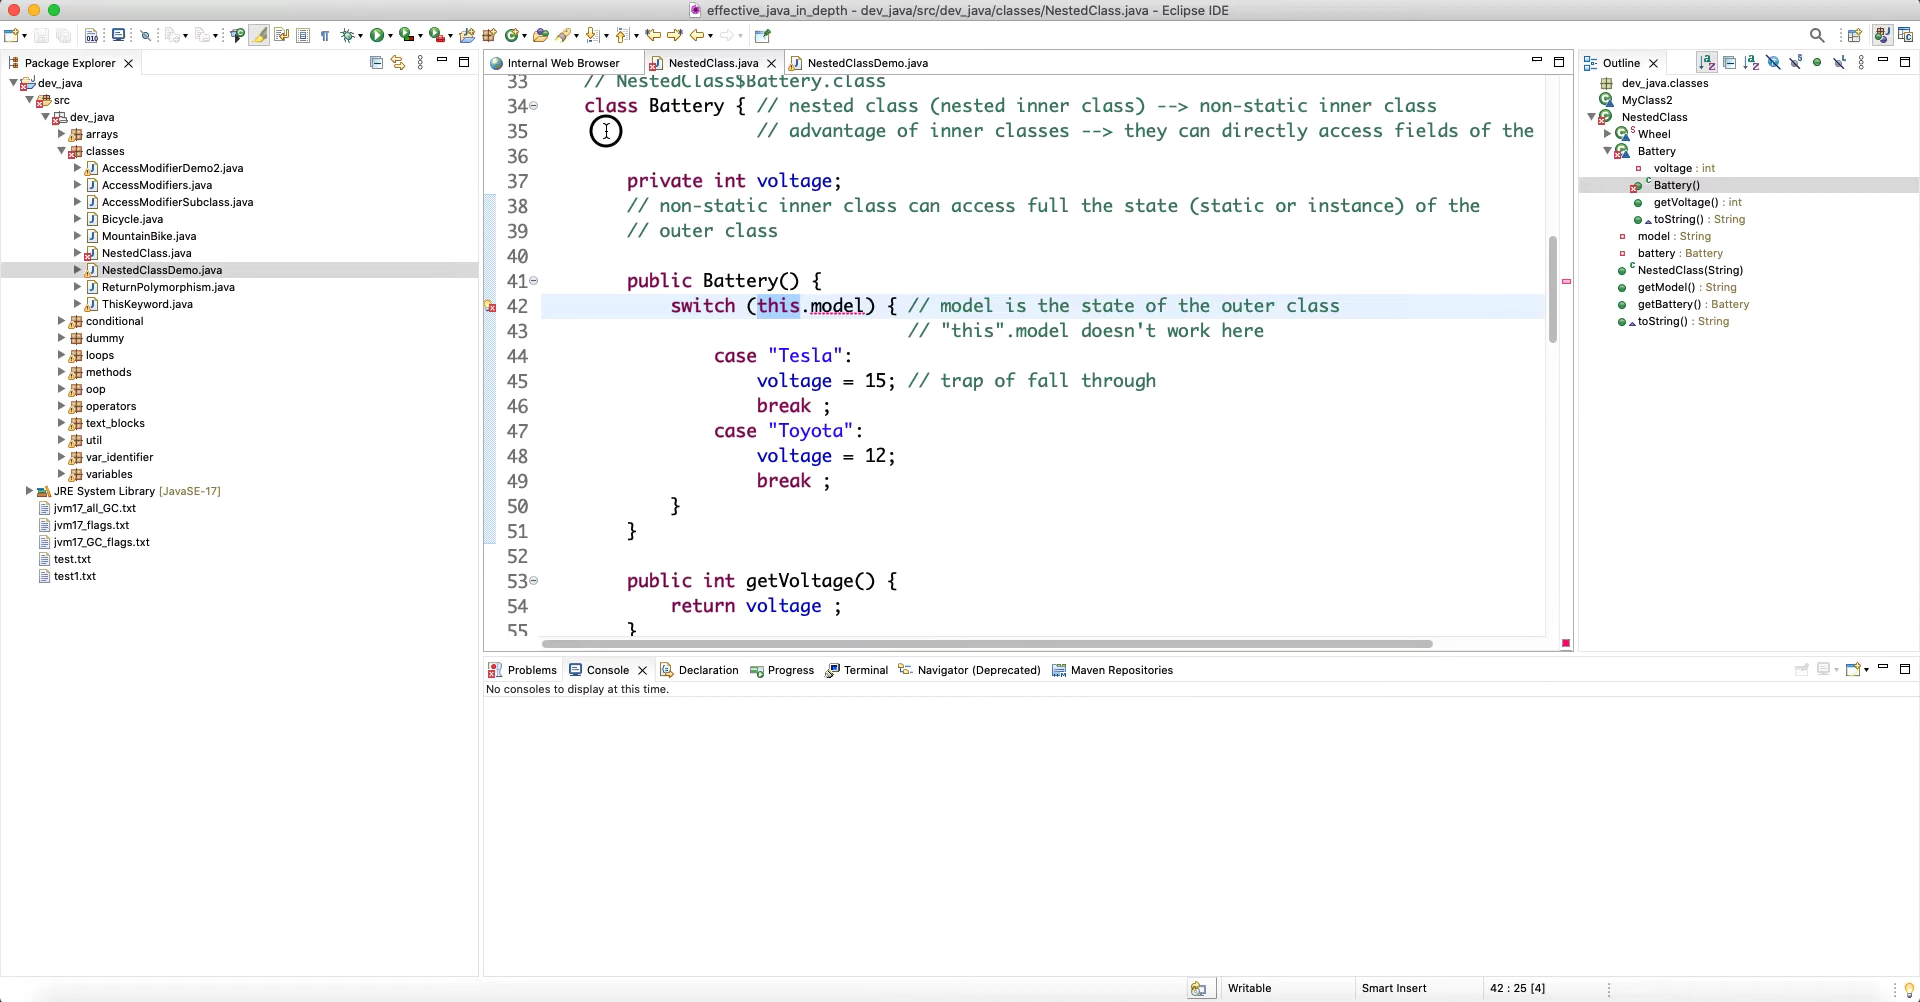 effective_java_in_depth - dev_java/src/dev_java/classes/NestedClass.java - Eclipse IDE
Package Explorer
dev_java
src
dev_java
arrays
classes
AccessModifierDemo2.java
AccessModifiers.java
AccessModifierSubclass.java
Bicycle.java
MountainBike.java
NestedClass.java
NestedClassDemo.java
ReturnPolymorphism.java
ThisKeyword.java
conditional
dummy
loops
methods
oop
operators
text_blocks
util
var_identifier
variables
JRE System Library [JavaSE-17]
jvm17_all_GC.txt
jvm17_flags.txt
jvm17_GC_flags.txt
test.txt
test1.txt
Internal Web Browser NestedClass.java NestedClassDemo.java
33 // NestedClass$Battery.class
34 class Battery { // nested class (nested inner class) --> non-static inner class
35 // advantage of inner classes --> they can directly access fields of the
36
37 private int voltage;
38 // non-static inner class can access full the state (static or instance) of the
39 // outer class
40
41 public Battery() {
42 switch (this.model) { // model is the state of the outer class
43 // "this".model doesn't work here
44 case "Tesla":
45 voltage = 15; // trap of fall through
46 break ;
47 case "Toyota":
48 voltage = 12;
49 break ;
50 }
51 }
52
53 public int getVoltage() {
54 return voltage ;
55 }
Outline
dev_java.classes
MyClass2
NestedClass
Wheel
Battery
voltage : int
Battery()
getVoltage() : int
toString() : String
model : String
battery : Battery
NestedClass(String)
getModel() : String
getBattery() : Battery
toString() : String
Problems Console Declaration Progress Terminal Navigator (Deprecated) Maven Repositories
No consoles to display at this time.
Writable Smart Insert 42 : 25 [4]